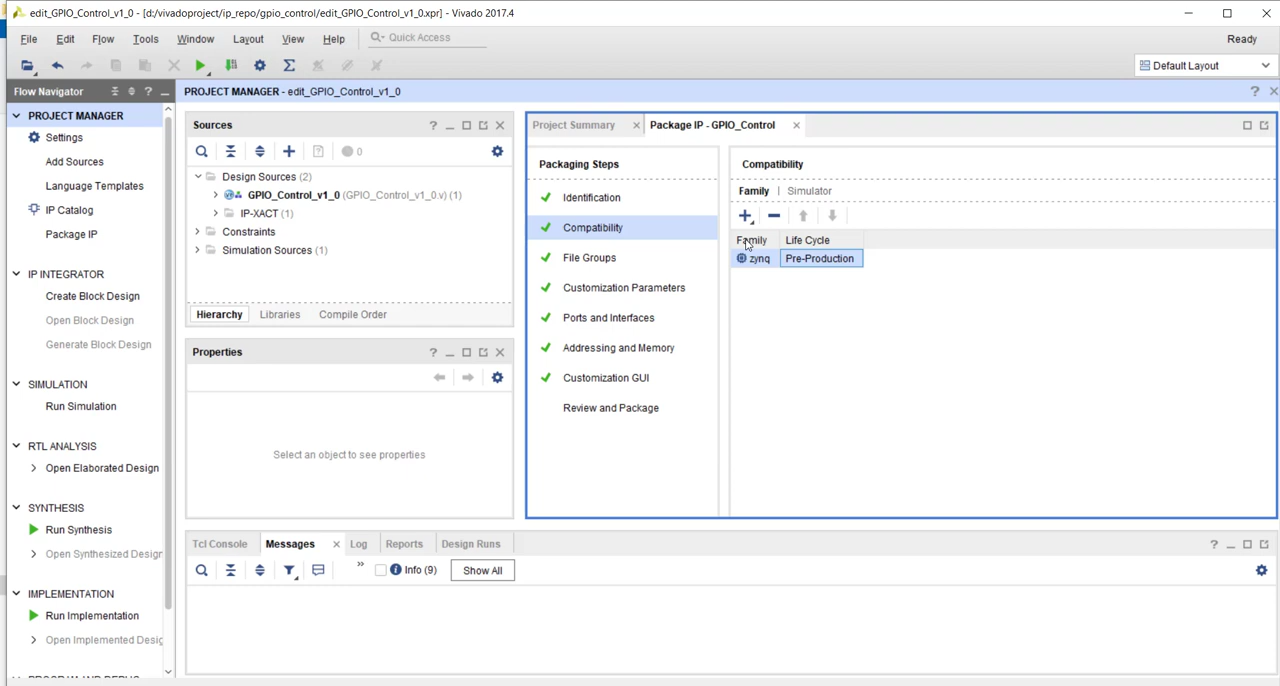 edit_GPIO_Control_v1_0 - [d:/vivadoproject/ip_repo/gpio_control/edit_GPIO_Control_v1_0.xpr] - Vivado 2017.4
File Edit Flow Tools Window Layout View Help Quick Access
Ready
Default Layout
Flow Navigator
PROJECT MANAGER
Settings
Add Sources
Language Templates
IP Catalog
Package IP
IP INTEGRATOR
Create Block Design
Open Block Design
Generate Block Design
SIMULATION
Run Simulation
RTL ANALYSIS
Open Elaborated Design
SYNTHESIS
Run Synthesis
Open Synthesized Design
IMPLEMENTATION
Run Implementation
Open Implemented Desig
PROJECT MANAGER - edit_GPIO_Control_v1_0
Sources
0
Design Sources (2)
GPIO_Control_v1_0 (GPIO_Control_v1_0.v) (1)
IP-XACT (1)
Constraints
Simulation Sources (1)
Hierarchy Libraries Compile Order
Properties
Select an object to see properties
Project Summary Package IP - GPIO_Control
Packaging Steps
Identification
Compatibility
File Groups
Customization Parameters
Ports and Interfaces
Addressing and Memory
Customization GUI
Review and Package
Compatibility
Family | Simulator
Family Life Cycle
zynq Pre-Production
Tcl Console Messages Log Reports Design Runs
Info (9) Show All